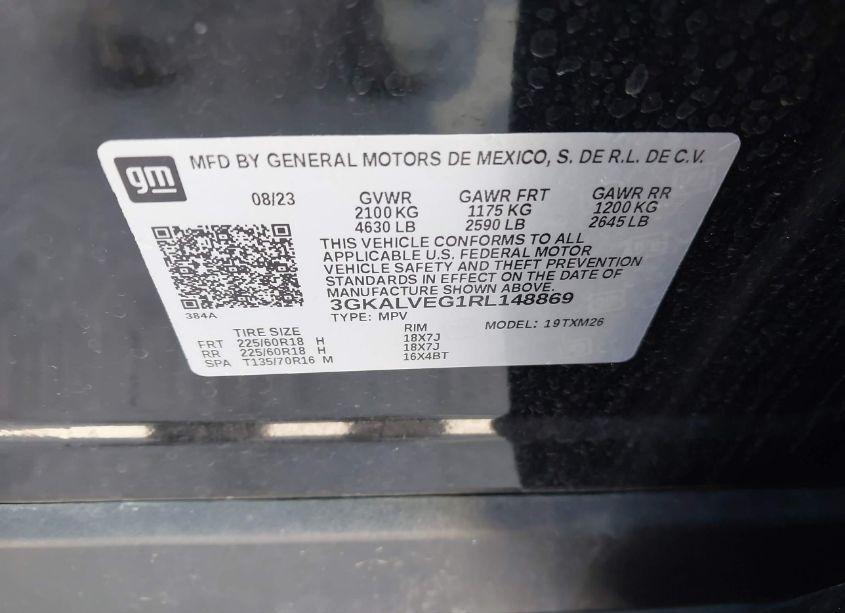 gm
MFD BY GENERAL MOTORS DE MEXICO, S. DE R.L. DE C.V.
08/23 GVWR GAWR FRT GAWR RR
2100 KG 1175 KG 1200 KG
4630 LB 2590 LB 2645 LB
THIS VEHICLE CONFORMS TO ALL
APPLICABLE U.S. FEDERAL MOTOR
VEHICLE SAFETY AND THEFT PREVENTION
STANDARDS IN EFFECT ON THE DATE OF
MANUFACTURE SHOWN ABOVE.
3GKALVEG1RL148869
384A
TYPE: MPV MODEL: 19TXM26
TIRE SIZE RIM
FRT 225/60R18 H 18X7J
RR 225/60R18 H 18X7J
SPA T135/70R16 M 16X4BT